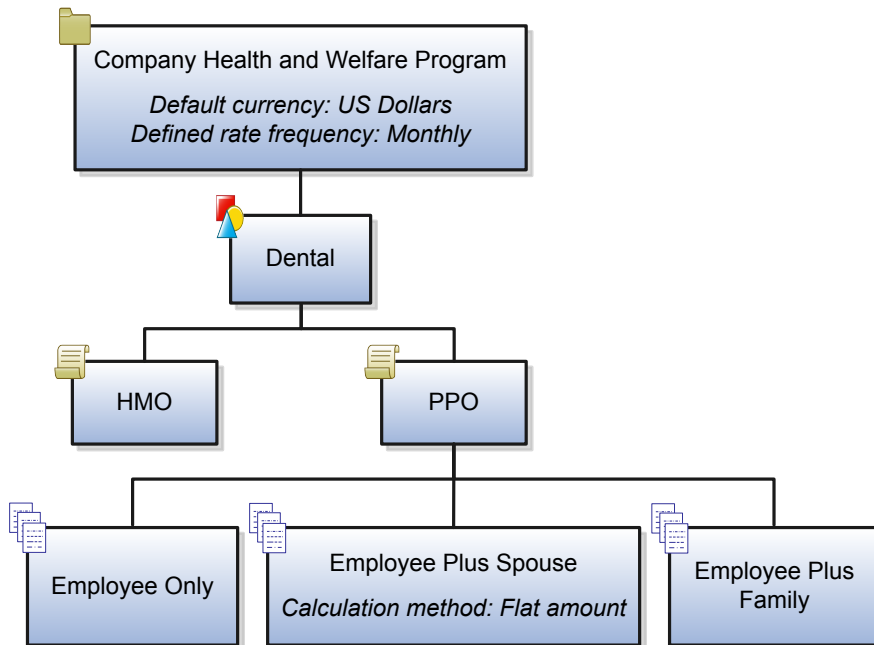 Company Health and Welfare Program
Default currency: US Dollars
Defined rate frequency: Monthly
Dental
HMO
PPO
Employee Only
Employee Plus Spouse
Calculation method: Flat amount
Employee Plus
Family